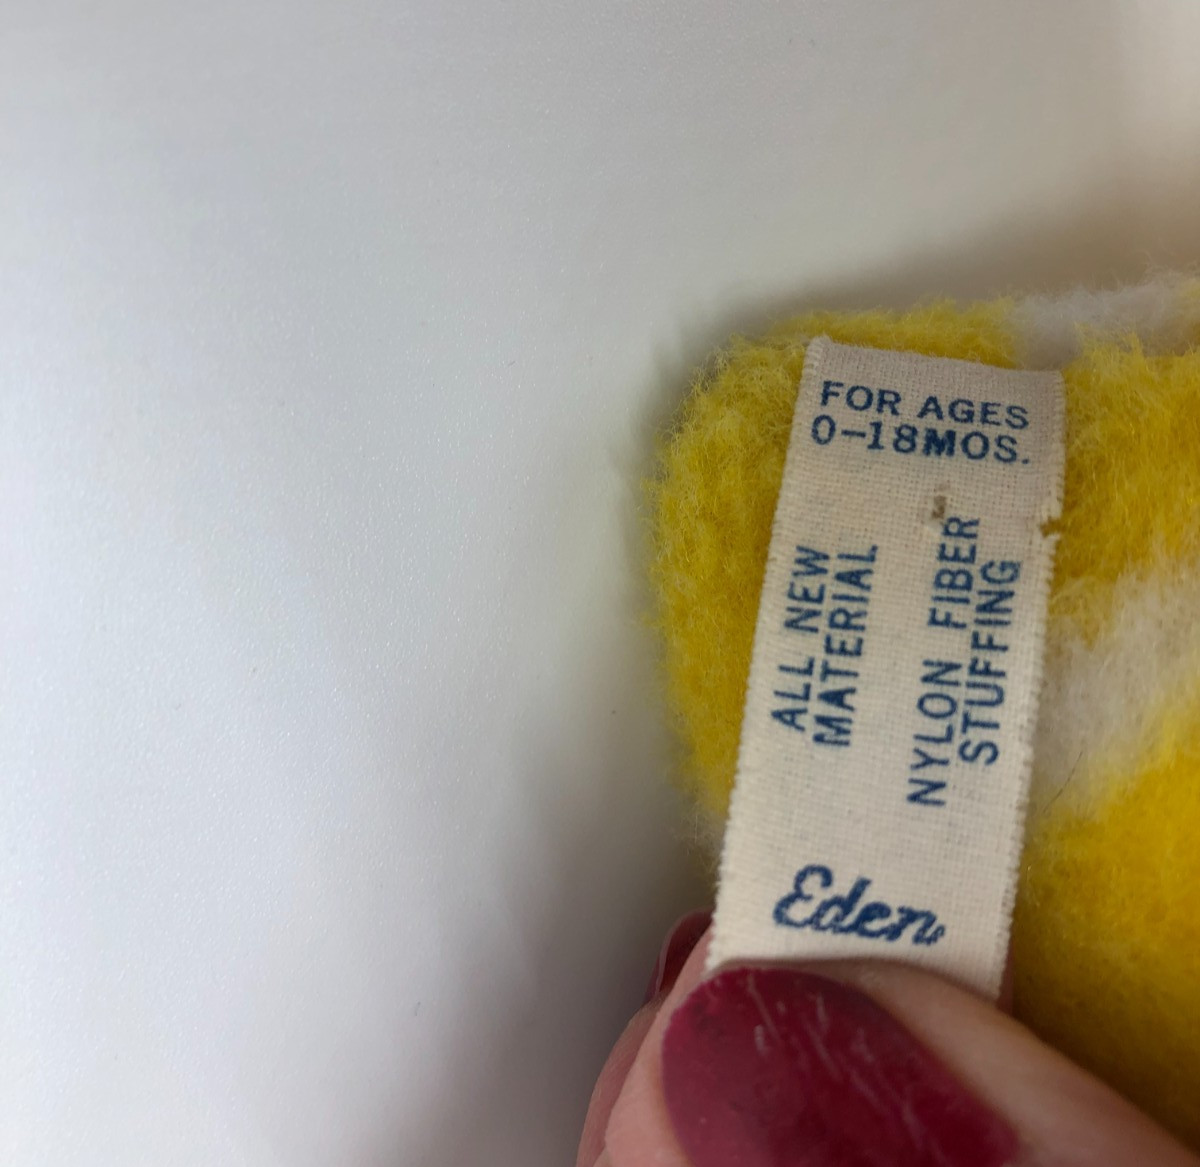 FOR AGES
0-18MOS.
ALL NEW
MATERIAL
NYLON FIBER
STUFFING
Eden